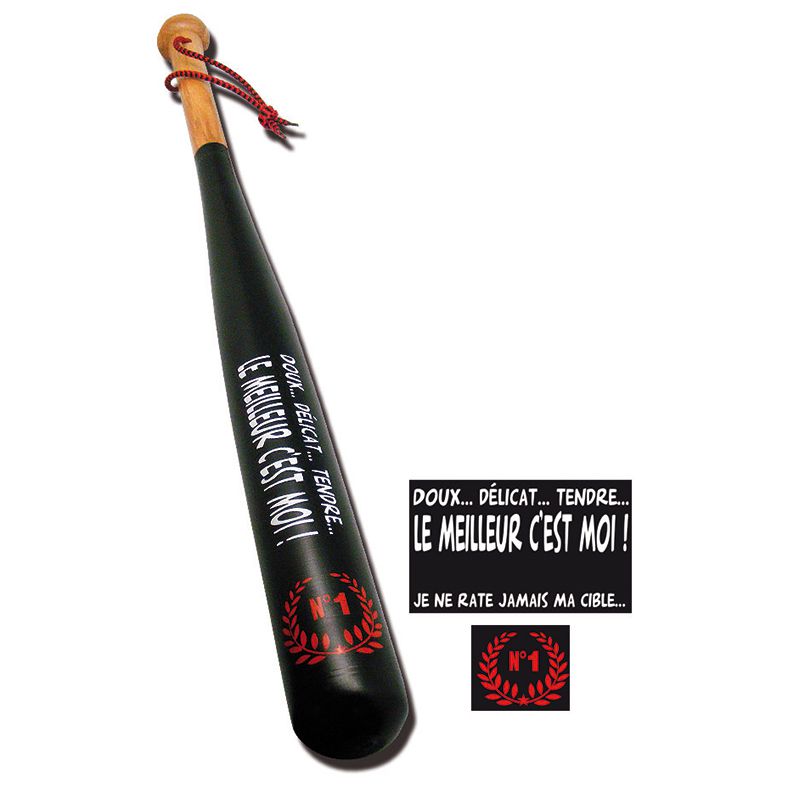 DOUX... DÉLICAT... TENDRE...
LE MEILLEUR C'EST MOI !
N°1
DOUX... DÉLICAT... TENDRE...
LE MEILLEUR C'EST MOI !
JE NE RATE JAMAIS MA CIBLE...
N°1